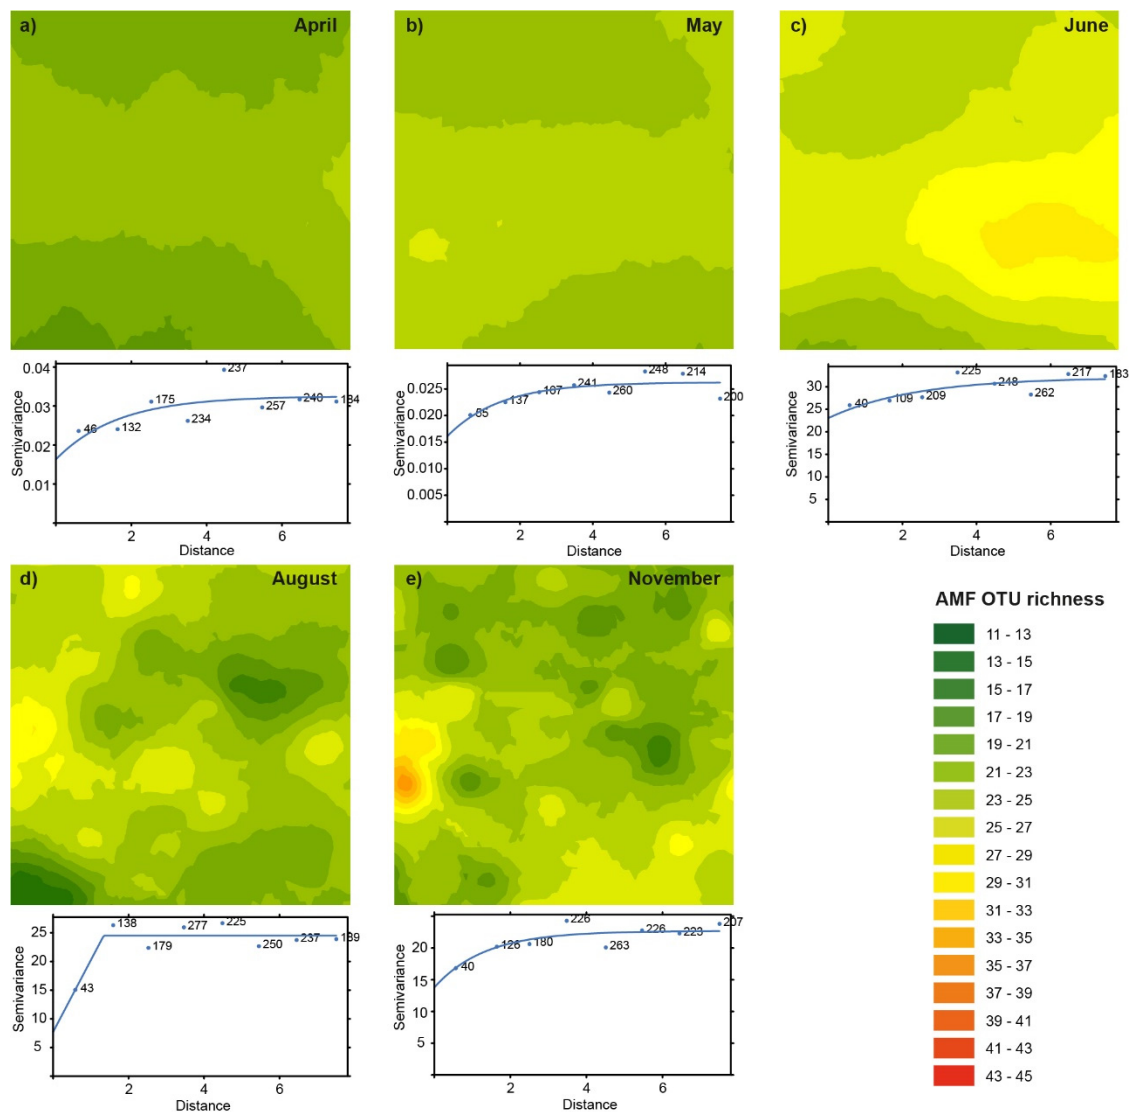 a) April
b) May
c) June
0.04
0.03
0.02
0.01
Semivariance
46
132
175
234
237
257
240
184
2 4 6
Distance
0.025
0.020
0.015
0.010
0.005
Semivariance
137
241
260
248
214
200
2 4 6
Distance
30
25
20
15
10
5
Semivariance
40
109
209
225
248
262
217
183
2 4 6
Distance
d) August
e) November
25
20
15
10
5
Semivariance
43
138
179
277
225
250
237
189
2 4 6
Distance
20
15
10
5
Semivariance
40
126
180
226
263
226
223
207
2 4 6
Distance
AMF OTU richness
11 - 13
13 - 15
15 - 17
17 - 19
19 - 21
21 - 23
23 - 25
25 - 27
27 - 29
29 - 31
31 - 33
33 - 35
35 - 37
37 - 39
39 - 41
41 - 43
43 - 45